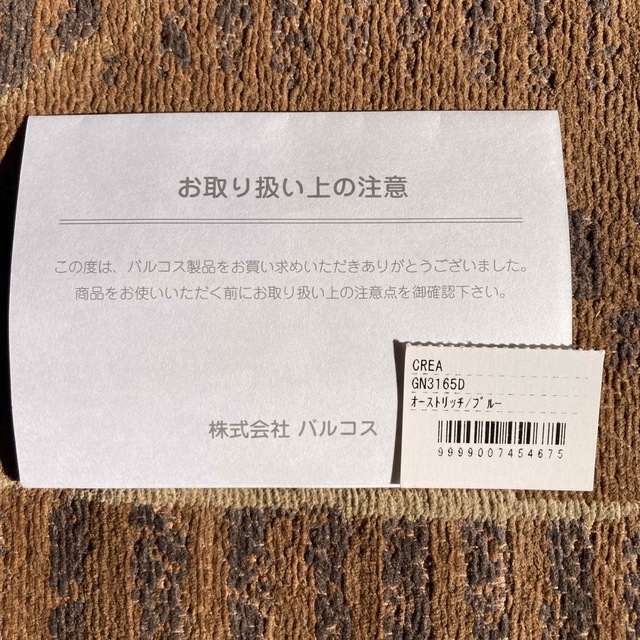 お取り扱い上の注意
この度は、バルコス製品をお買い求めいただきありがとうございました。
商品をお使いいただく前にお取り扱い上の注意点を御確認下さい。
株式会社 バルコス
CREA
GN3165D
ｵｰｽﾄﾘｯﾁ/ﾌﾞﾙｰ
9999007454675